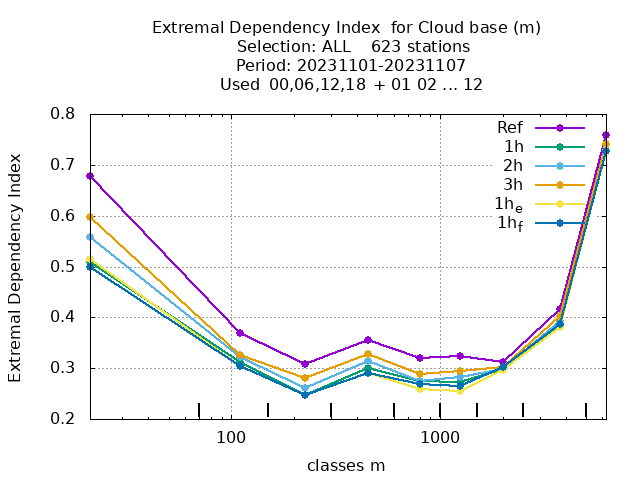 Extremal Dependency Index  for Cloud base (m)
Selection: ALL    623 stations
Period: 20231101-20231107
Used  00,06,12,18  + 01 02 ... 12
Extremal Dependency Index
0.8
0.7
0.6
0.5
0.4
0.3
0.2
Ref
1h
2h
3h
1he
1hf
100
1000
classes m